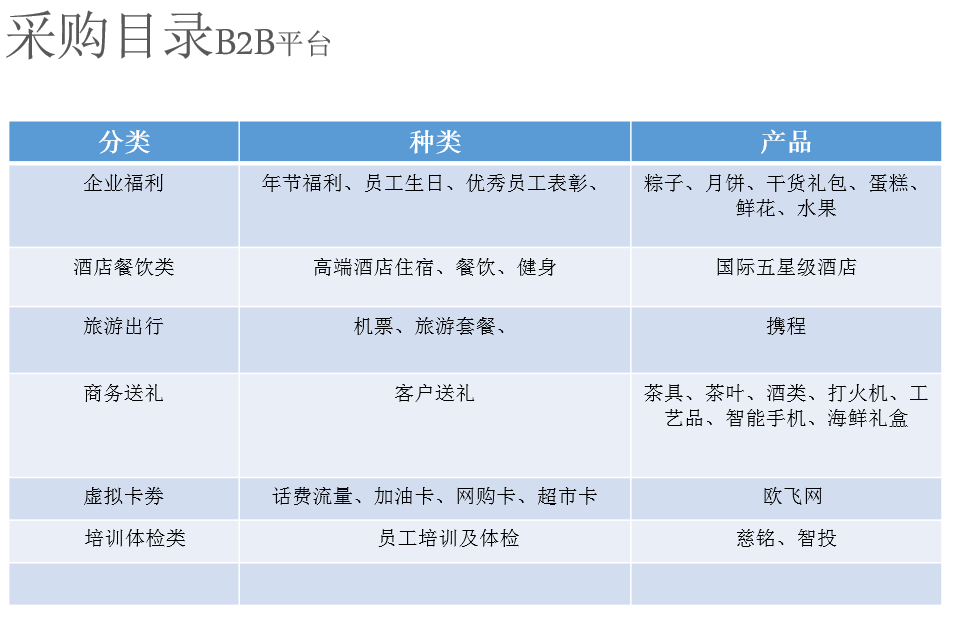 采购目录B2B平台
分类 种类 产品
企业福利 年节福利、员工生日、优秀员工表彰、 粽子、月饼、干货礼包、蛋糕、
鲜花、水果
酒店餐饮类 高端酒店住宿、餐饮、健身 国际五星级酒店
旅游出行 机票、旅游套餐、 携程
商务送礼 客户送礼 茶具、茶叶、酒类、打火机、工
艺品、智能手机、海鲜礼盒
虚拟卡券 话费流量、加油卡、网购卡、超市卡 欧飞网
培训体检类 员工培训及体检 慈铭、智投